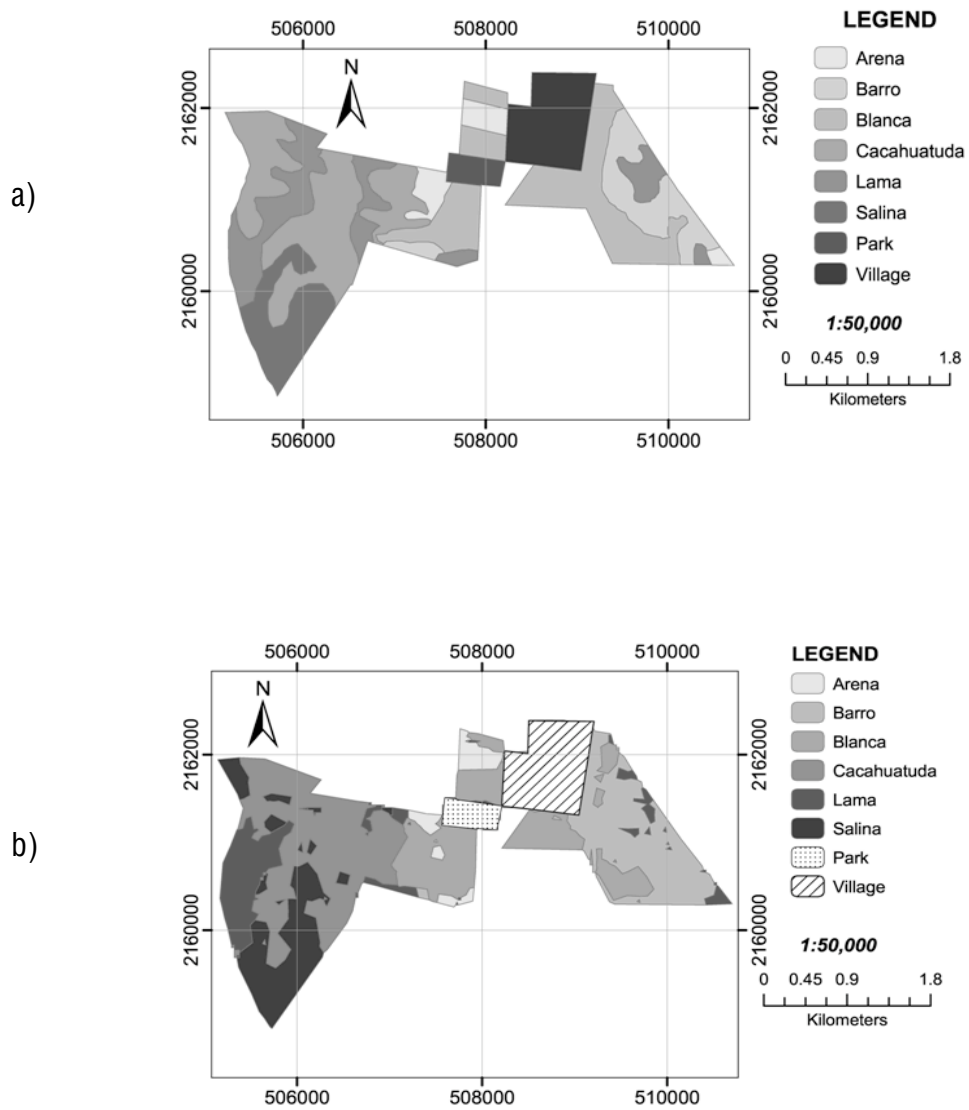 a)
506000 508000 510000
N
2162000 2162000
2160000 2160000
506000 508000 510000
LEGEND
Arena
Barro
Blanca
Cacahuatuda
Lama
Salina
Park
Village
1:50,000
0 0.45 0.9 1.8
Kilometers
b)
506000 508000 510000
N
2162000 2162000
2160000 2160000
506000 508000 510000
LEGEND
Arena
Barro
Blanca
Cacahuatuda
Lama
Salina
Park
Village
1:50,000
0 0.45 0.9 1.8
Kilometers